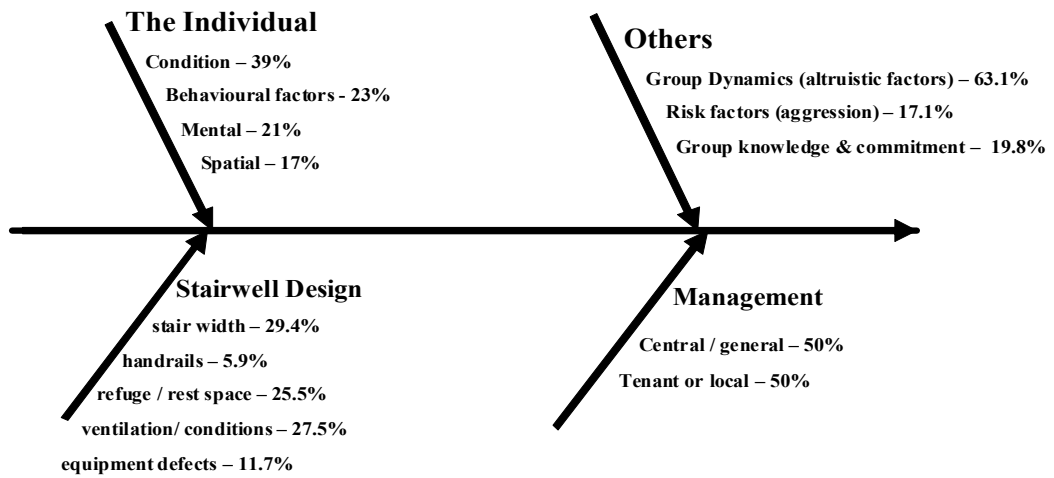 The Individual
Condition – 39%
Behavioural factors - 23%
Mental – 21%
Spatial – 17%
Others
Group Dynamics (altruistic factors) – 63.1%
Risk factors (aggression) – 17.1%
Group knowledge & commitment – 19.8%
Stairwell Design
stair width – 29.4%
handrails – 5.9%
refuge / rest space – 25.5%
ventilation/ conditions – 27.5%
equipment defects – 11.7%
Management
Central / general – 50%
Tenant or local – 50%